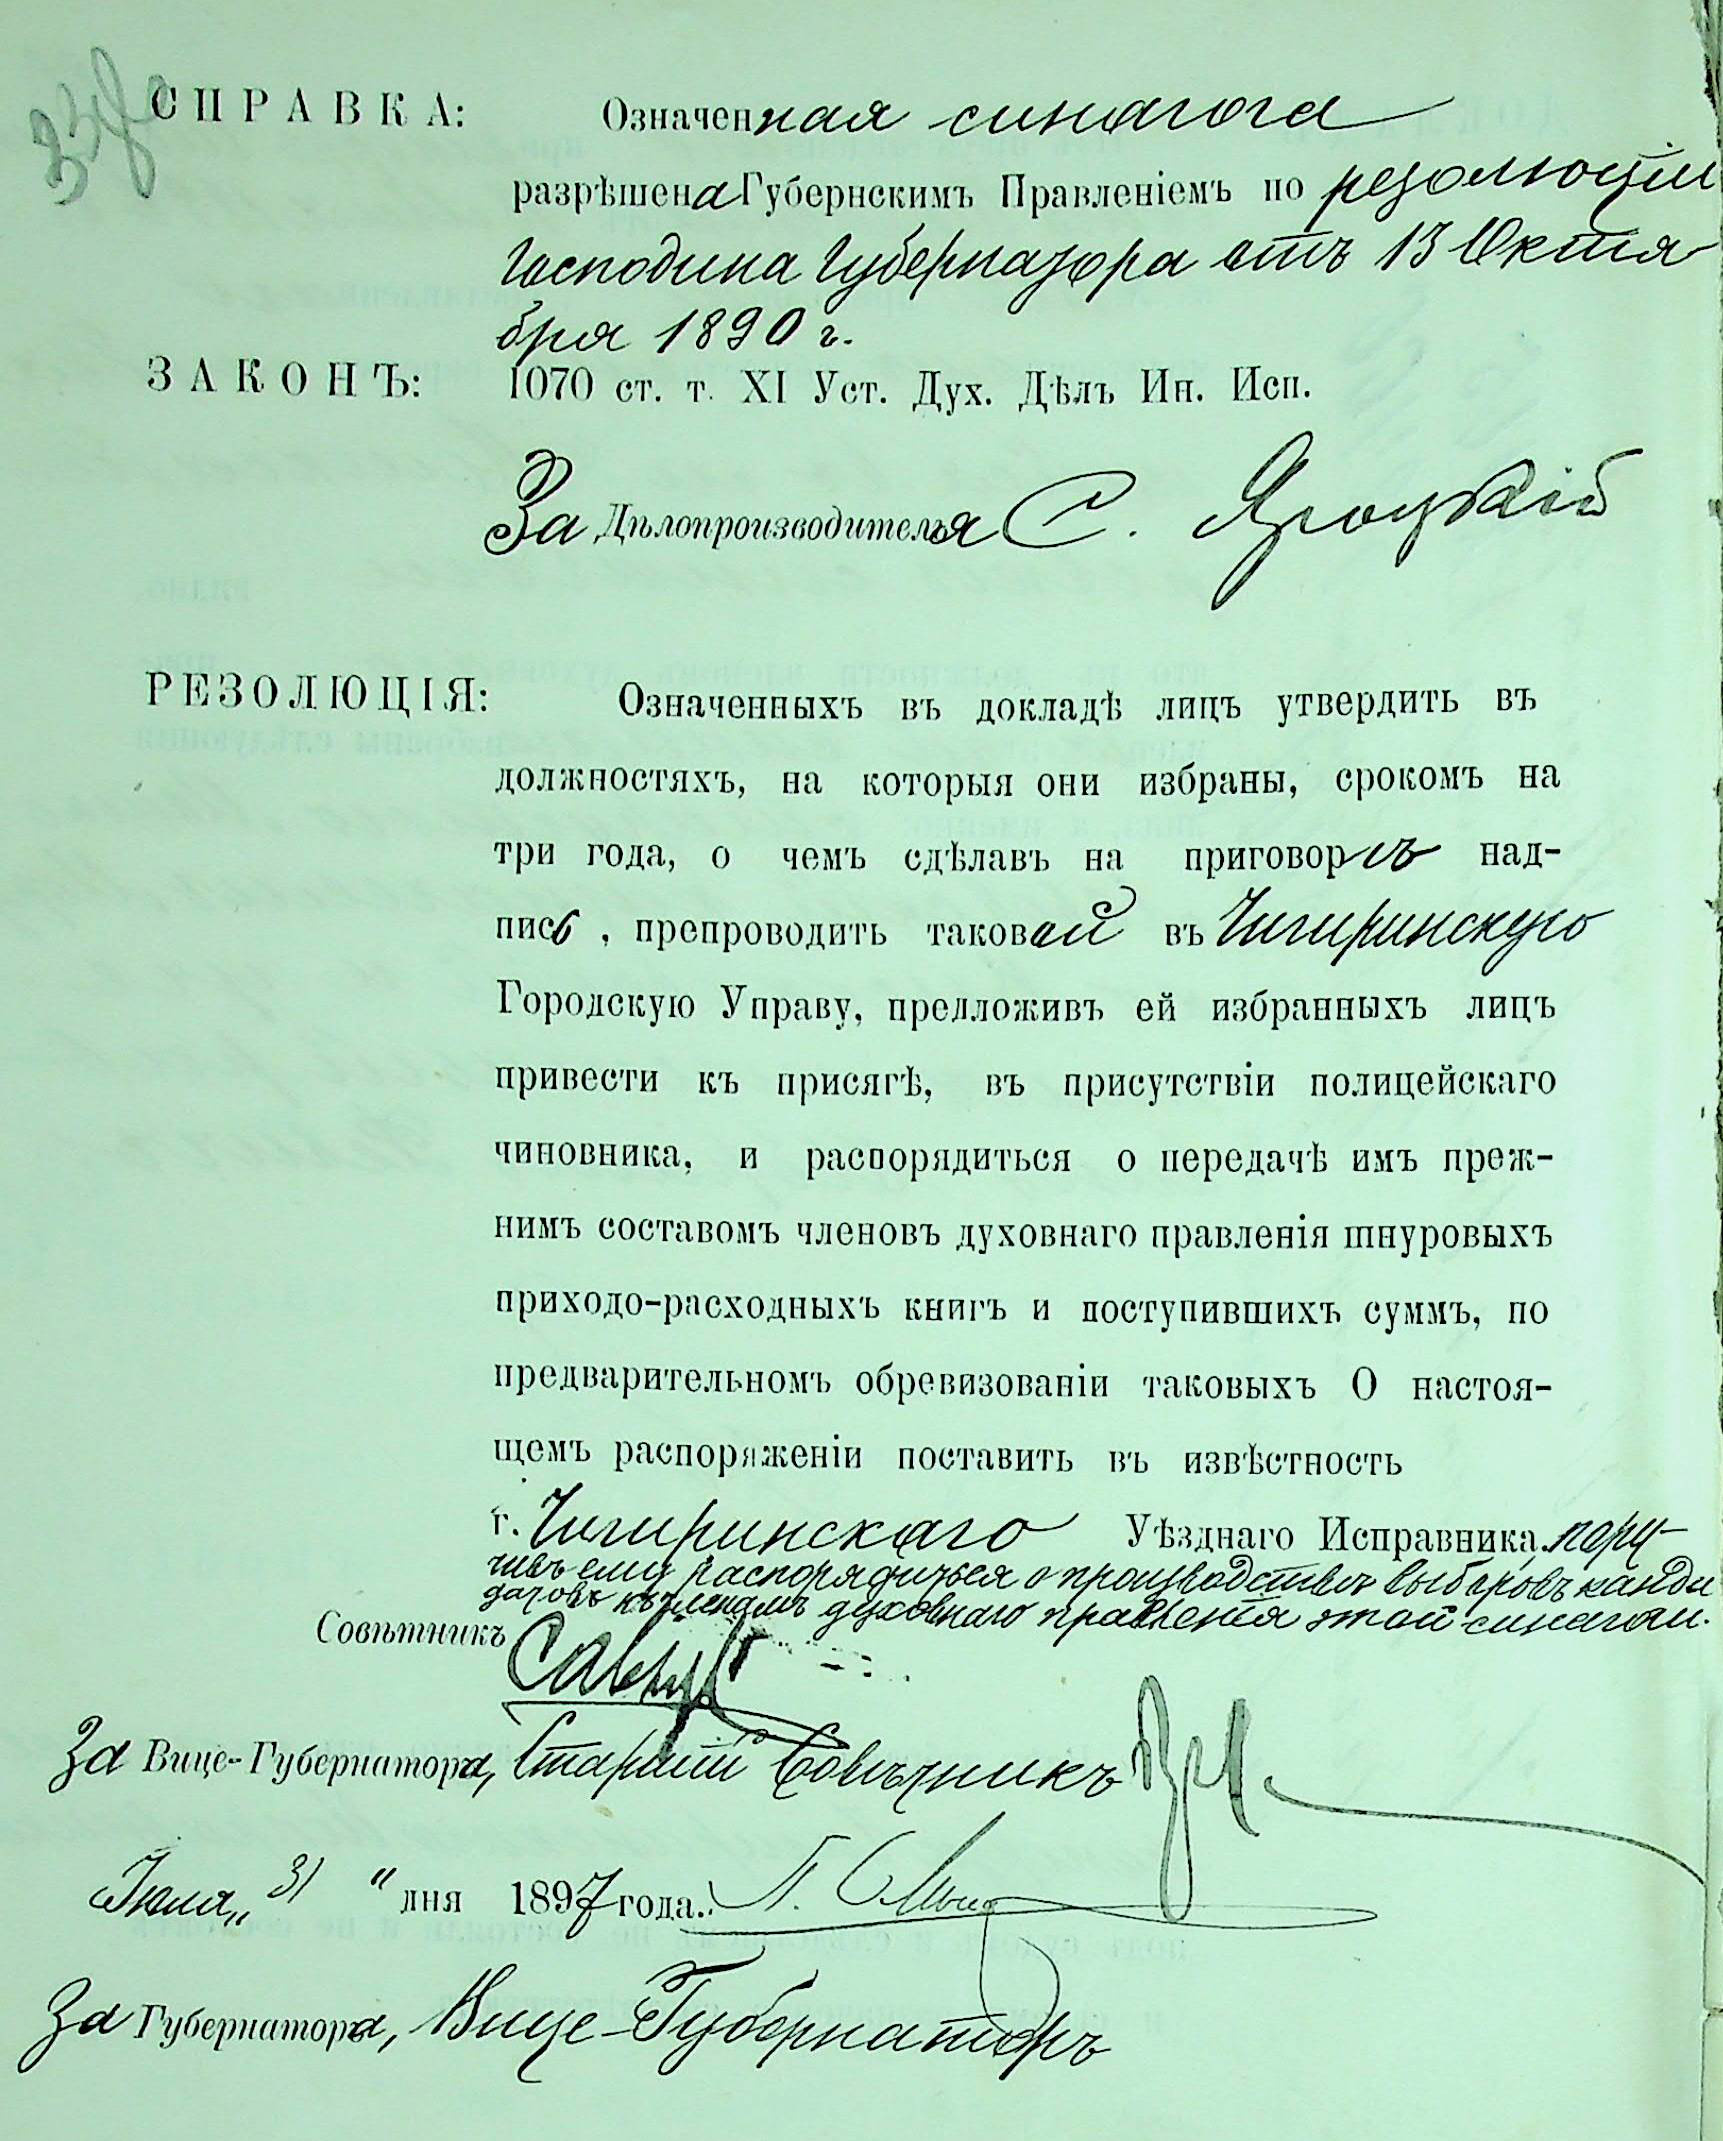 СПРАВКА: Означенная синагога
разрѣшена Губернскимъ Правленіемъ по резолюціи
Господина Губернатора отъ 13 Октя
бря 1890 г.
ЗАКОНЪ: 1070 ст. т. XI Уст. Дух. Дѣлъ Ин. Исп.
За Дѣлопроизводителя С. Яроцкій
РЕЗОЛЮЦІЯ: Означенныхъ въ докладѣ лицъ утвердить въ
должностяхъ, на которыя они избраны, срокомъ на
три года, о чемъ сдѣлавъ на приговорѣ над-
пись, препроводить таковой въ Чигиринскую
Городскую Управу, предложивъ ей избранныхъ лицъ
привести къ присягѣ, въ присутствіи полицейскаго
чиновника, и распорядиться о передачѣ имъ преж-
нимъ составомъ членовъ духовнаго правленія шнуровыхъ
приходо-расходныхъ книгъ и поступившихъ суммъ, по
предварительномъ обревизованіи таковыхъ О настоя-
щемъ распоряженіи поставить въ извѣстность
г. Чигиринскаго Уѣзднаго Исправника, пору-
чивъ ему распорядиться о производствѣ выборовъ канди
датовъ къ членамъ духовнаго правленія этой синагоги.
Совѣтникъ
За Вице-Губернатора, Старшій Совѣтникъ
Іюля „ 31 " дня 1897 года.
За Губернатора, Вице-Губернаторъ